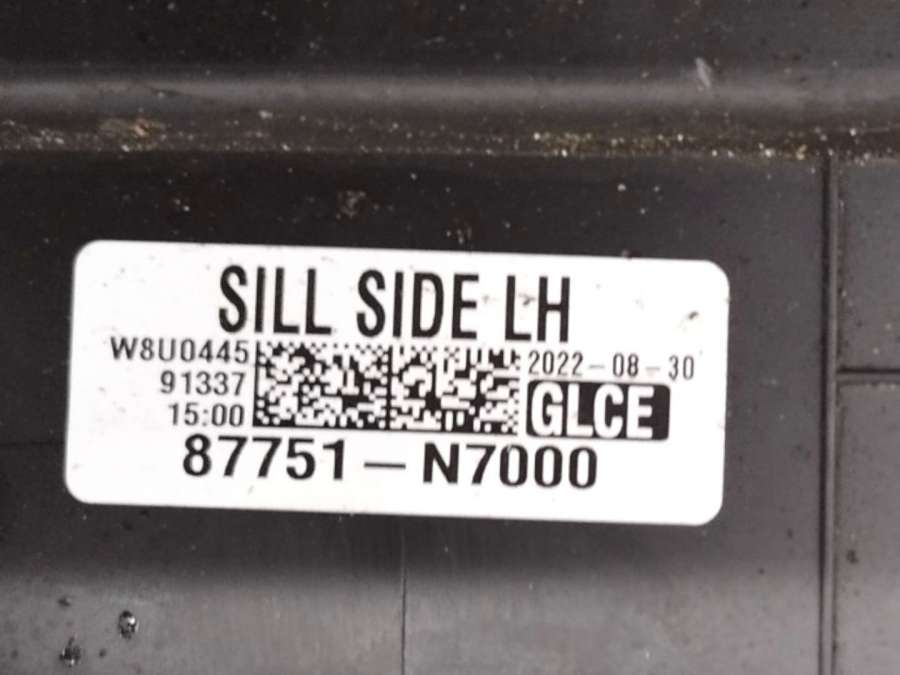 SILL SIDE LH
W8U0445
91337
15:00
2022-08-30
GLCE
87751-N7000